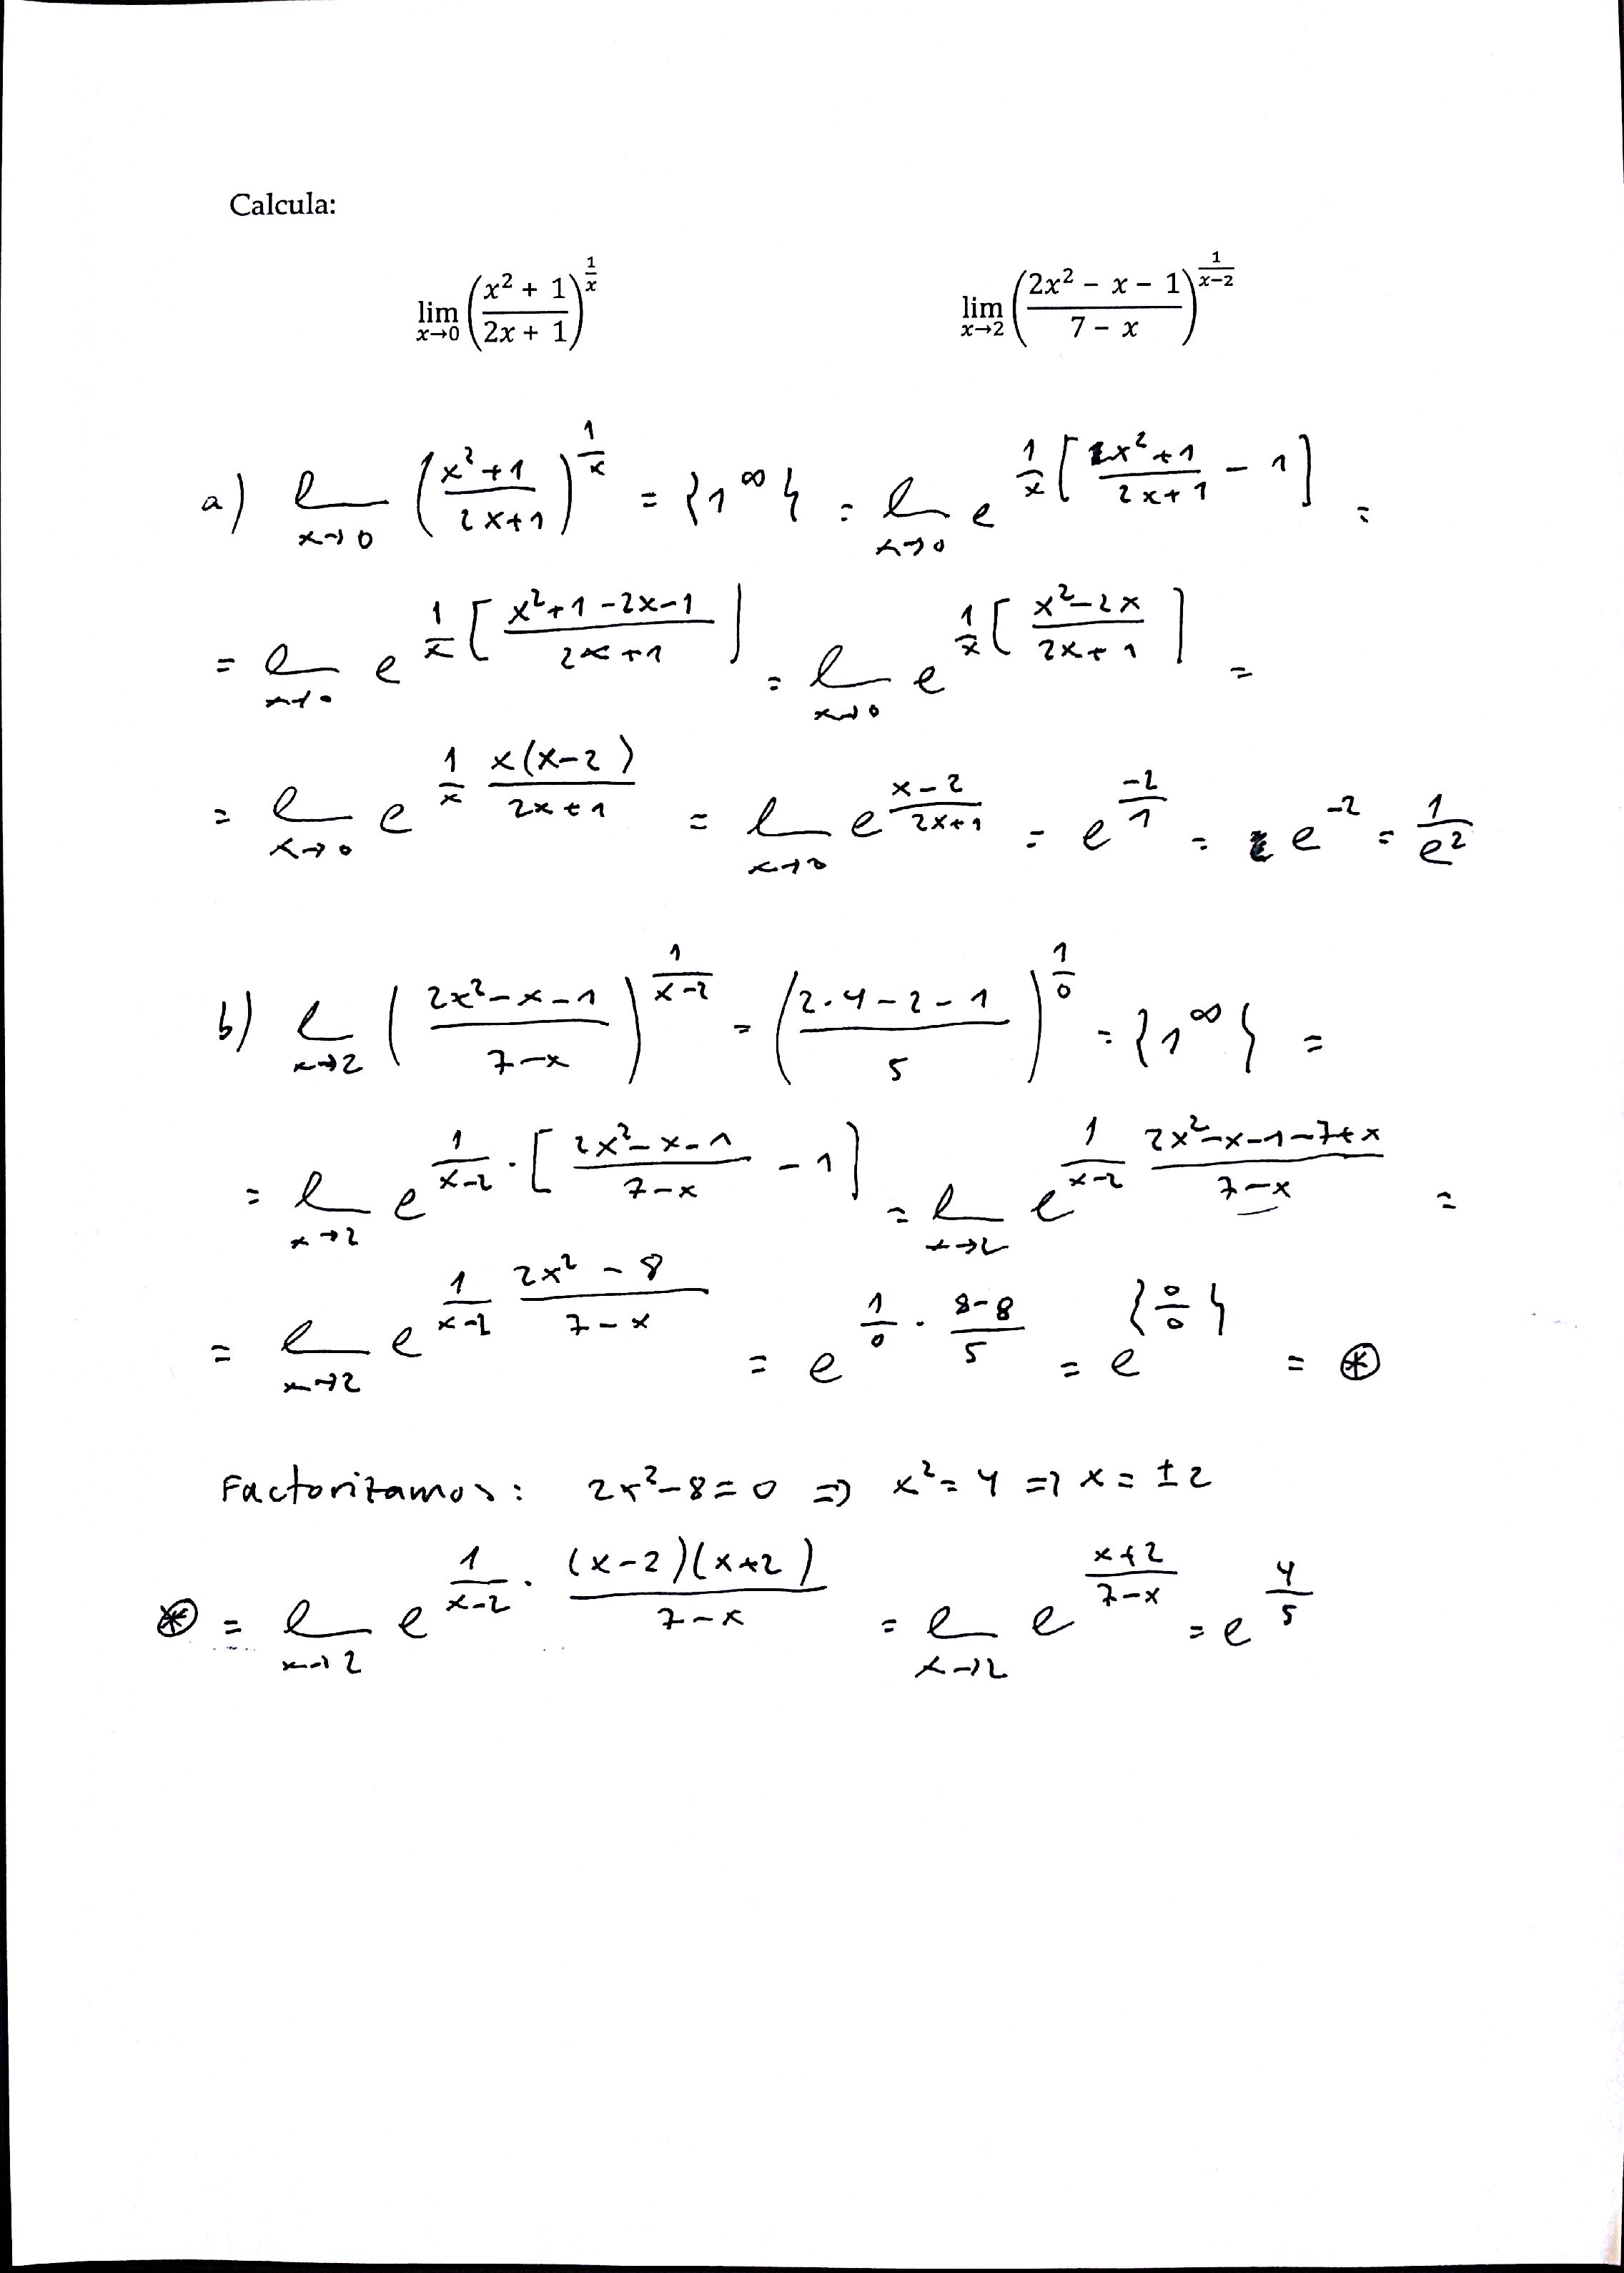 Calcula:
$\lim_{x \to 0} \left( \frac{x^2 + 1}{2x + 1} \right)^{\frac{1}{x}}$ $\lim_{x \to 2} \left( \frac{2x^2 - x - 1}{7 - x} \right)^{\frac{1}{x-2}}$
a) $\lim_{x \to 0} \left( \frac{x^2+1}{2x+1} \right)^{\frac{1}{x}} = \{1^\infty\} = \lim_{x \to 0} e^{\frac{1}{x} \left[ \frac{x^2+1}{2x+1} - 1 \right]} =$
$= \lim_{x \to 0} e^{\frac{1}{x} \left[ \frac{x^2+1-2x-1}{2x+1} \right]} = \lim_{x \to 0} e^{\frac{1}{x} \left[ \frac{x^2-2x}{2x+1} \right]} =$
$= \lim_{x \to 0} e^{\frac{1}{x} \frac{x(x-2)}{2x+1}} = \lim_{x \to 0} e^{\frac{x-2}{2x+1}} = e^{\frac{-2}{1}} = e^{-2} = \frac{1}{e^2}$
b) $\lim_{x \to 2} \left( \frac{2x^2-x-1}{7-x} \right)^{\frac{1}{x-2}} = \left( \frac{2 \cdot 4-2-1}{5} \right)^{\frac{1}{0}} = \{1^\infty\} =$
$= \lim_{x \to 2} e^{\frac{1}{x-2} \cdot \left[ \frac{2x^2-x-1}{7-x} - 1 \right]} = \lim_{x \to 2} e^{\frac{1}{x-2} \frac{2x^2-x-1-7+x}{7-x}} =$
$= \lim_{x \to 2} e^{\frac{1}{x-2} \frac{2x^2-8}{7-x}} = e^{\frac{1}{0} \cdot \frac{8-8}{5}} = e^{\{\frac{0}{0}\}} = \circledast$
Factorizamos: $2x^2-8=0 \Rightarrow x^2=4 \Rightarrow x=\pm 2$
$\circledast = \lim_{x \to 2} e^{\frac{1}{x-2} \cdot \frac{(x-2)(x+2)}{7-x}} = \lim_{x \to 2} e^{\frac{x+2}{7-x}} = e^{\frac{4}{5}}$